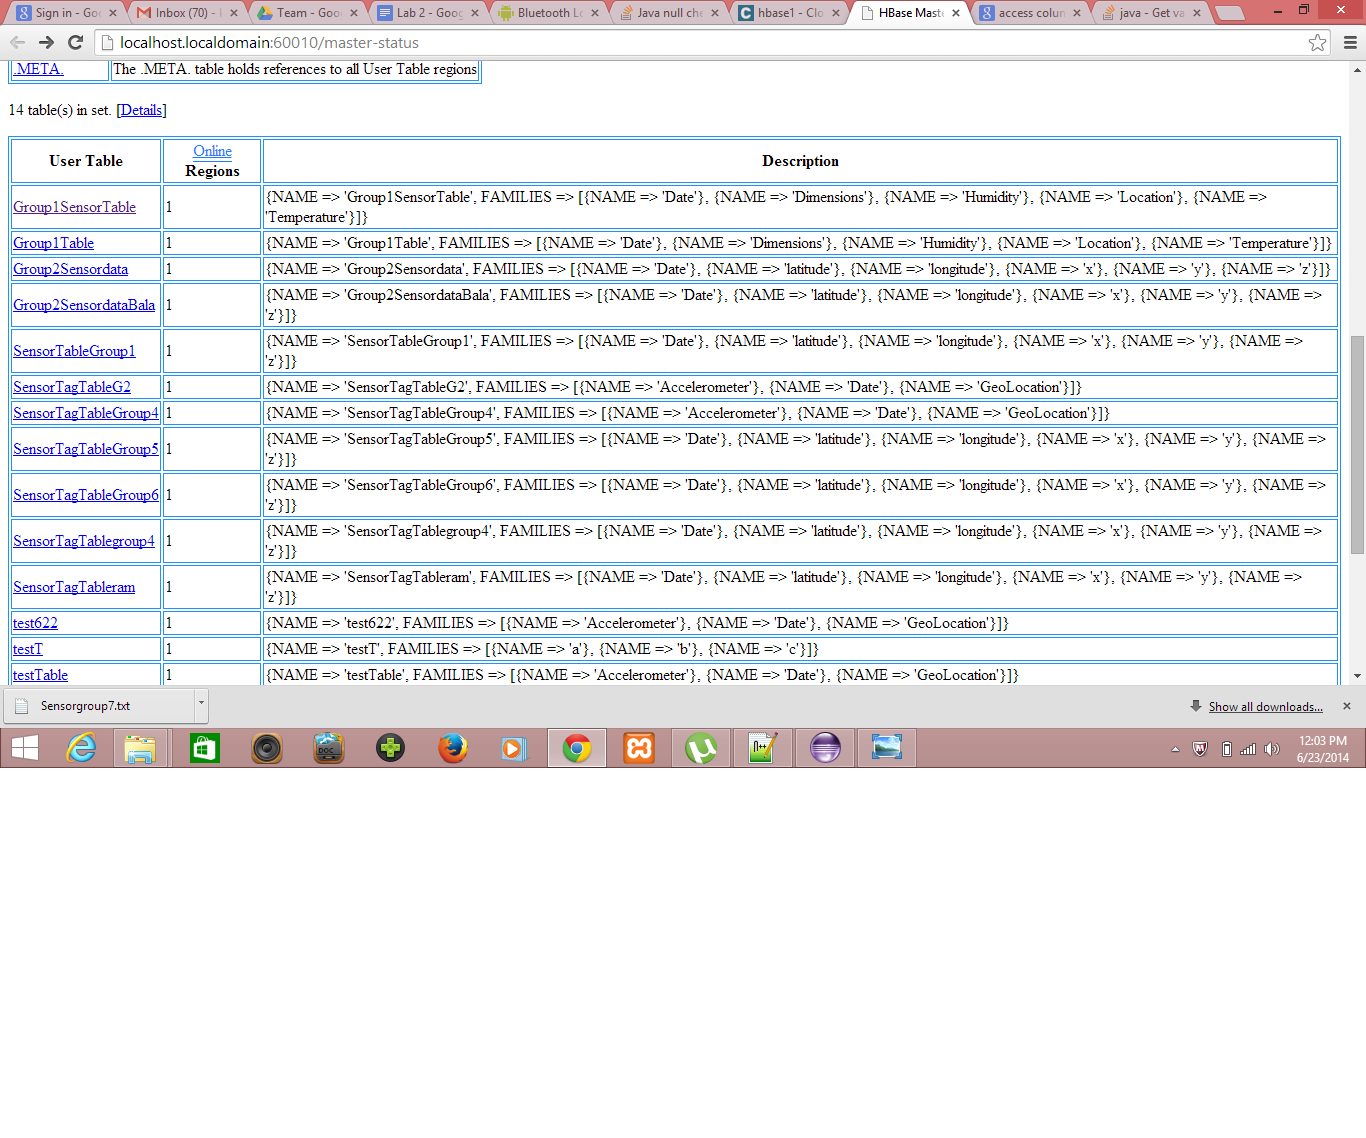 Sign in - Go
Inbox (70) -
Team - Goo
Lab 2 - Goog
Bluetooth Lo
Java null che
hbase1 - Clo
HBase Mast
access colun
java - Get va
localhost.localdomain:60010/master-status
.META. The .META. table holds references to all User Table regions
14 table(s) in set. [Details]
User Table Online Regions Description
Group1SensorTable 1 {NAME => 'Group1SensorTable', FAMILIES => [{NAME => 'Date'}, {NAME => 'Dimensions'}, {NAME => 'Humidity'}, {NAME => 'Location'}, {NAME =>
'Temperature'}]}
Group1Table 1 {NAME => 'Group1Table', FAMILIES => [{NAME => 'Date'}, {NAME => 'Dimensions'}, {NAME => 'Humidity'}, {NAME => 'Location'}, {NAME => 'Temperature'}]}
Group2Sensordata 1 {NAME => 'Group2Sensordata', FAMILIES => [{NAME => 'Date'}, {NAME => 'latitude'}, {NAME => 'longitude'}, {NAME => 'x'}, {NAME => 'y'}, {NAME => 'z'}]}
Group2SensordataBala 1 {NAME => 'Group2SensordataBala', FAMILIES => [{NAME => 'Date'}, {NAME => 'latitude'}, {NAME => 'longitude'}, {NAME => 'x'}, {NAME => 'y'}, {NAME =>
'z'}]}
SensorTableGroup1 1 {NAME => 'SensorTableGroup1', FAMILIES => [{NAME => 'Date'}, {NAME => 'latitude'}, {NAME => 'longitude'}, {NAME => 'x'}, {NAME => 'y'}, {NAME =>
'z'}]}
SensorTagTableG2 1 {NAME => 'SensorTagTableG2', FAMILIES => [{NAME => 'Accelerometer'}, {NAME => 'Date'}, {NAME => 'GeoLocation'}]}
SensorTagTableGroup4 1 {NAME => 'SensorTagTableGroup4', FAMILIES => [{NAME => 'Accelerometer'}, {NAME => 'Date'}, {NAME => 'GeoLocation'}]}
SensorTagTableGroup5 1 {NAME => 'SensorTagTableGroup5', FAMILIES => [{NAME => 'Date'}, {NAME => 'latitude'}, {NAME => 'longitude'}, {NAME => 'x'}, {NAME => 'y'}, {NAME =>
'z'}]}
SensorTagTableGroup6 1 {NAME => 'SensorTagTableGroup6', FAMILIES => [{NAME => 'Date'}, {NAME => 'latitude'}, {NAME => 'longitude'}, {NAME => 'x'}, {NAME => 'y'}, {NAME =>
'z'}]}
SensorTagTablegroup4 1 {NAME => 'SensorTagTablegroup4', FAMILIES => [{NAME => 'Date'}, {NAME => 'latitude'}, {NAME => 'longitude'}, {NAME => 'x'}, {NAME => 'y'}, {NAME =>
'z'}]}
SensorTagTableram 1 {NAME => 'SensorTagTableram', FAMILIES => [{NAME => 'Date'}, {NAME => 'latitude'}, {NAME => 'longitude'}, {NAME => 'x'}, {NAME => 'y'}, {NAME =>
'z'}]}
test622 1 {NAME => 'test622', FAMILIES => [{NAME => 'Accelerometer'}, {NAME => 'Date'}, {NAME => 'GeoLocation'}]}
testT 1 {NAME => 'testT', FAMILIES => [{NAME => 'a'}, {NAME => 'b'}, {NAME => 'c'}]}
testTable 1 {NAME => 'testTable', FAMILIES => [{NAME => 'Accelerometer'}, {NAME => 'Date'}, {NAME => 'GeoLocation'}]}
Sensorgroup7.txt
Show all downloads...
DOC
12:03 PM
6/23/2014